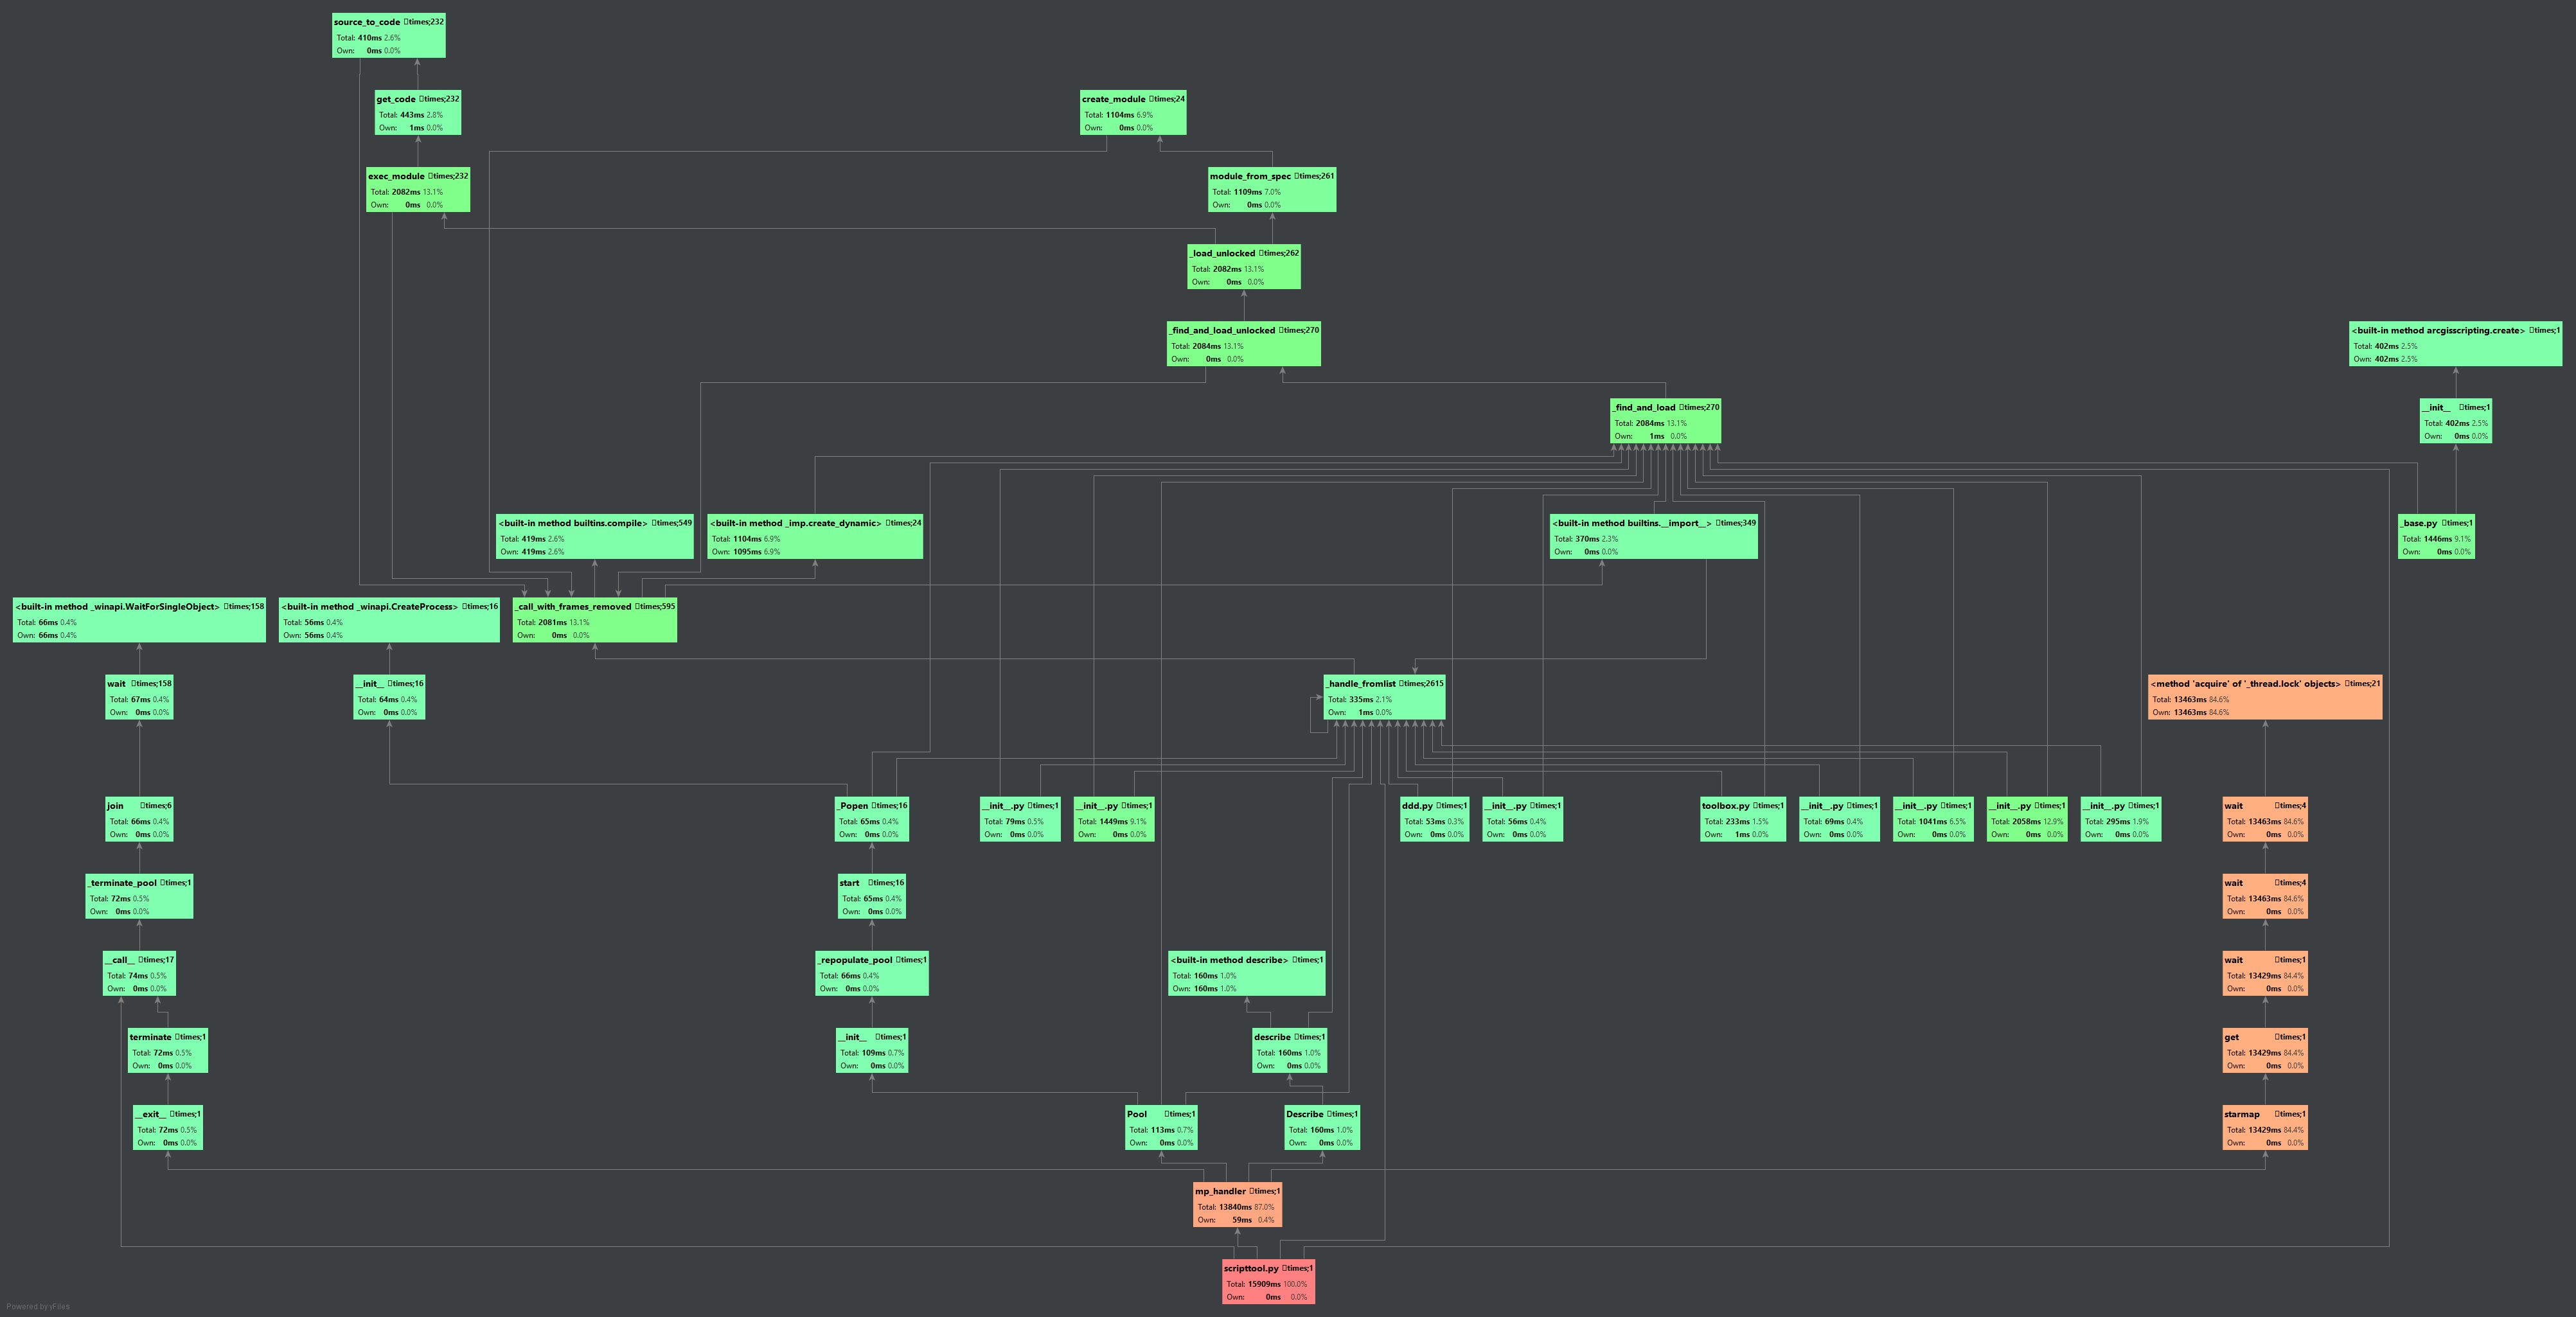 source_to_code □times;232
Total: 410ms 2.6%
Own: 0ms 0.0%
get_code □times;232
Total: 443ms 2.8%
Own: 1ms 0.0%
create_module □times;24
Total: 1104ms 6.9%
Own: 0ms 0.0%
exec_module □times;232
Total: 2082ms 13.1%
Own: 0ms 0.0%
module_from_spec □times;261
Total: 1109ms 7.0%
Own: 0ms 0.0%
_load_unlocked □times;262
Total: 2082ms 13.1%
Own: 0ms 0.0%
_find_and_load_unlocked □times;270
Total: 2084ms 13.1%
Own: 0ms 0.0%
<built-in method arcgisscripting.create> □times;1
Total: 402ms 2.5%
Own: 402ms 2.5%
_find_and_load □times;270
Total: 2084ms 13.1%
Own: 1ms 0.0%
__init__ □times;1
Total: 402ms 2.5%
Own: 0ms 0.0%
<built-in method builtins.compile> □times;549
Total: 419ms 2.6%
Own: 419ms 2.6%
<built-in method _imp.create_dynamic> □times;24
Total: 1104ms 6.9%
Own: 1095ms 6.9%
<built-in method builtins.__import__> □times;349
Total: 370ms 2.3%
Own: 0ms 0.0%
_base.py □times;1
Total: 1446ms 9.1%
Own: 0ms 0.0%
<built-in method _winapi.WaitForSingleObject> □times;158
Total: 66ms 0.4%
Own: 66ms 0.4%
<built-in method _winapi.CreateProcess> □times;16
Total: 56ms 0.4%
Own: 56ms 0.4%
_call_with_frames_removed □times;595
Total: 2081ms 13.1%
Own: 0ms 0.0%
wait □times;158
Total: 67ms 0.4%
Own: 0ms 0.0%
__init__ □times;16
Total: 64ms 0.4%
Own: 0ms 0.0%
_handle_fromlist □times;2615
Total: 335ms 2.1%
Own: 1ms 0.0%
<method 'acquire' of '_thread.lock' objects> □times;21
Total: 13463ms 84.6%
Own: 13463ms 84.6%
join □times;6
Total: 66ms 0.4%
Own: 0ms 0.0%
_Popen □times;16
Total: 65ms 0.4%
Own: 0ms 0.0%
__init__.py □times;1
Total: 79ms 0.5%
Own: 0ms 0.0%
__init__.py □times;1
Total: 1449ms 9.1%
Own: 0ms 0.0%
ddd.py □times;1
Total: 53ms 0.3%
Own: 0ms 0.0%
__init__.py □times;1
Total: 56ms 0.4%
Own: 0ms 0.0%
toolbox.py □times;1
Total: 233ms 1.5%
Own: 1ms 0.0%
__init__.py □times;1
Total: 69ms 0.4%
Own: 0ms 0.0%
__init__.py □times;1
Total: 1041ms 6.5%
Own: 0ms 0.0%
__init__.py □times;1
Total: 2058ms 12.9%
Own: 0ms 0.0%
__init__.py □times;1
Total: 295ms 1.9%
Own: 0ms 0.0%
wait □times;4
Total: 13463ms 84.6%
Own: 0ms 0.0%
_terminate_pool □times;1
Total: 72ms 0.5%
Own: 0ms 0.0%
start □times;16
Total: 65ms 0.4%
Own: 0ms 0.0%
wait □times;4
Total: 13463ms 84.6%
Own: 0ms 0.0%
__call__ □times;17
Total: 74ms 0.5%
Own: 0ms 0.0%
_repopulate_pool □times;1
Total: 66ms 0.4%
Own: 0ms 0.0%
<built-in method describe> □times;1
Total: 160ms 1.0%
Own: 160ms 1.0%
wait □times;1
Total: 13429ms 84.4%
Own: 0ms 0.0%
terminate □times;1
Total: 72ms 0.5%
Own: 0ms 0.0%
__init__ □times;1
Total: 109ms 0.7%
Own: 0ms 0.0%
describe □times;1
Total: 160ms 1.0%
Own: 0ms 0.0%
get □times;1
Total: 13429ms 84.4%
Own: 0ms 0.0%
__exit__ □times;1
Total: 72ms 0.5%
Own: 0ms 0.0%
Pool □times;1
Total: 113ms 0.7%
Own: 0ms 0.0%
Describe □times;1
Total: 160ms 1.0%
Own: 0ms 0.0%
starmap □times;1
Total: 13429ms 84.4%
Own: 0ms 0.0%
mp_handler □times;1
Total: 13840ms 87.0%
Own: 59ms 0.4%
scripttool.py □times;1
Total: 15909ms 100.0%
Own: 0ms 0.0%
Powered by yFiles